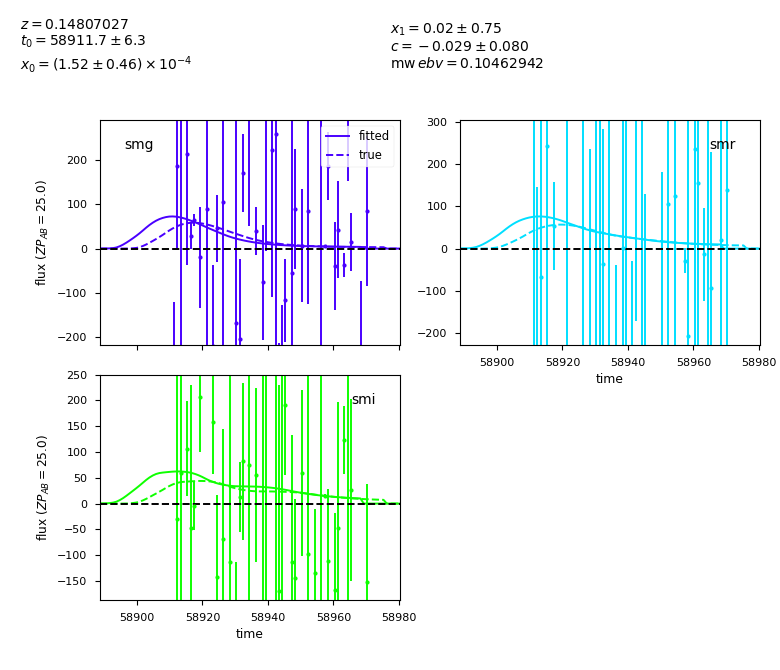 z = 0.14807027
t0 = 58911.7 ± 6.3
x0 = (1.52 ± 0.46) × 10^−4
x1 = 0.02 ± 0.75
c = −0.029 ± 0.080
mw ebv = 0.10462942
smg
fitted
true
200
100
0
−100
−200
flux (ZP_AB = 25.0)
smr
300
200
100
0
−100
−200
58900 58920 58940 58960 58980
time
smi
250
200
150
100
50
0
−50
−100
−150
flux (ZP_AB = 25.0)
58900 58920 58940 58960 58980
time